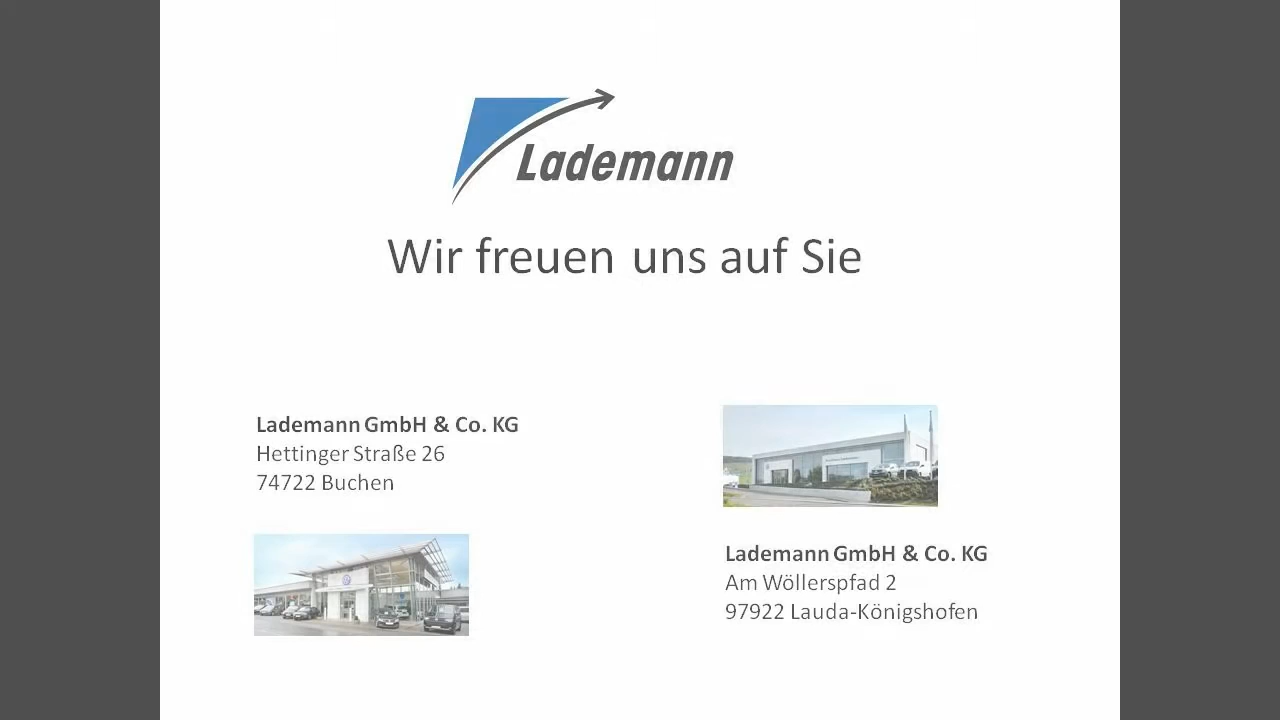 Lademann
Wir freuen uns auf Sie
Lademann GmbH & Co. KG
Hettinger Straße 26
74722 Buchen
Lademann GmbH & Co. KG
Am Wöllerspfad 2
97922 Lauda-Königshofen